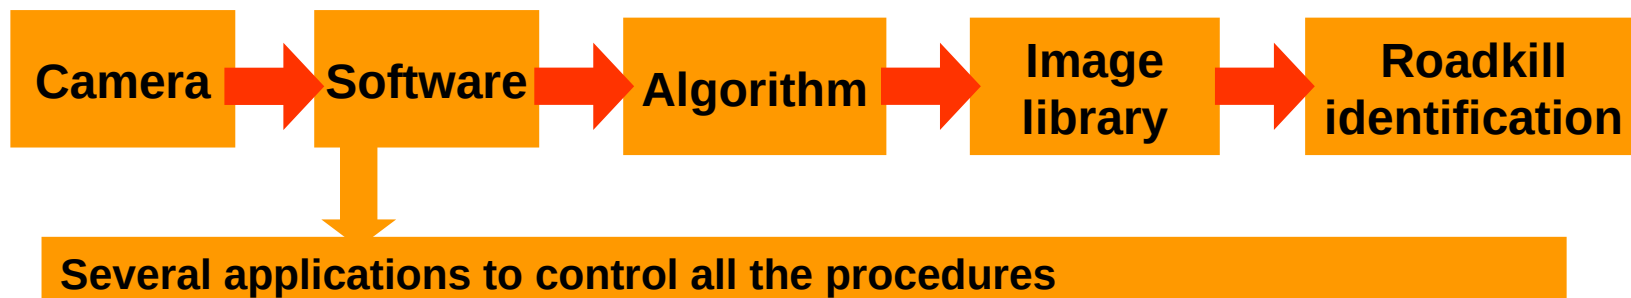 Camera
Software
Algorithm
Image
library
Roadkill
identification
Several applications to control all the procedures